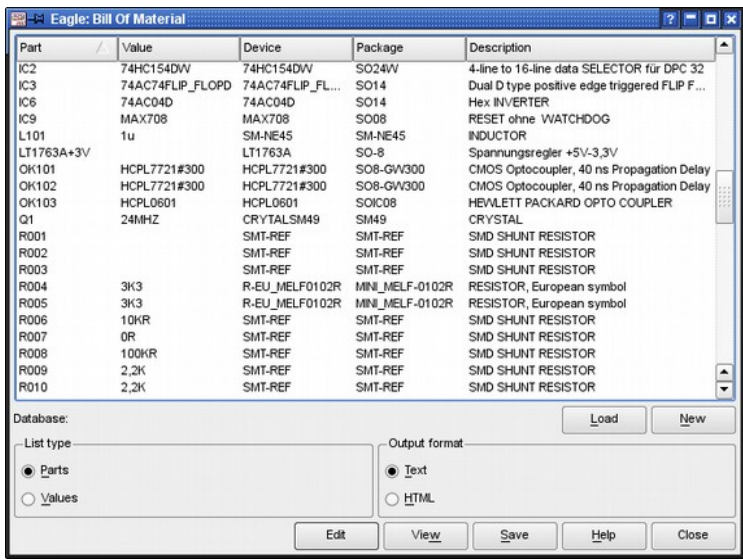 Eagle: Bill Of Material
Part Value Device Package Description
IC2 74HC154DW 74HC154DW SO24W 4-line to 16-line data SELECTOR für DPC 32
IC3 74AC74FLIP_FLOPD 74AC74FLIP_FL... SO14 Dual D type positive edge triggered FLIP F...
IC6 74AC04D 74AC04D SO14 Hex INVERTER
IC9 MAX708 MAX708 SO08 RESET ohne WATCHDOG
L101 1u SM-NE45 SM-NE45 INDUCTOR
LT1763A+3V LT1763A SO-8 Spannungsregler +5V-3,3V
OK101 HCPL7721#300 HCPL7721#300 SO8-GW300 CMOS Optocoupler, 40 ns Propagation Delay
OK102 HCPL7721#300 HCPL7721#300 SO8-GW300 CMOS Optocoupler, 40 ns Propagation Delay
OK103 HCPL0601 HCPL0601 SOIC08 HEWLETT PACKARD OPTO COUPLER
Q1 24MHZ CRYTALSM49 SM49 CRYSTAL
R001 SMT-REF SMT-REF SMD SHUNT RESISTOR
R002 SMT-REF SMT-REF SMD SHUNT RESISTOR
R003 SMT-REF SMT-REF SMD SHUNT RESISTOR
R004 3K3 R-EU_MELF0102R MINI_MELF-0102R RESISTOR, European symbol
R005 3K3 R-EU_MELF0102R MINI_MELF-0102R RESISTOR, European symbol
R006 10KR SMT-REF SMT-REF SMD SHUNT RESISTOR
R007 0R SMT-REF SMT-REF SMD SHUNT RESISTOR
R008 100KR SMT-REF SMT-REF SMD SHUNT RESISTOR
R009 2,2K SMT-REF SMT-REF SMD SHUNT RESISTOR
R010 2,2K SMT-REF SMT-REF SMD SHUNT RESISTOR
Database: Load New
List type Output format
Parts Text
Values HTML
Edit View Save Help Close